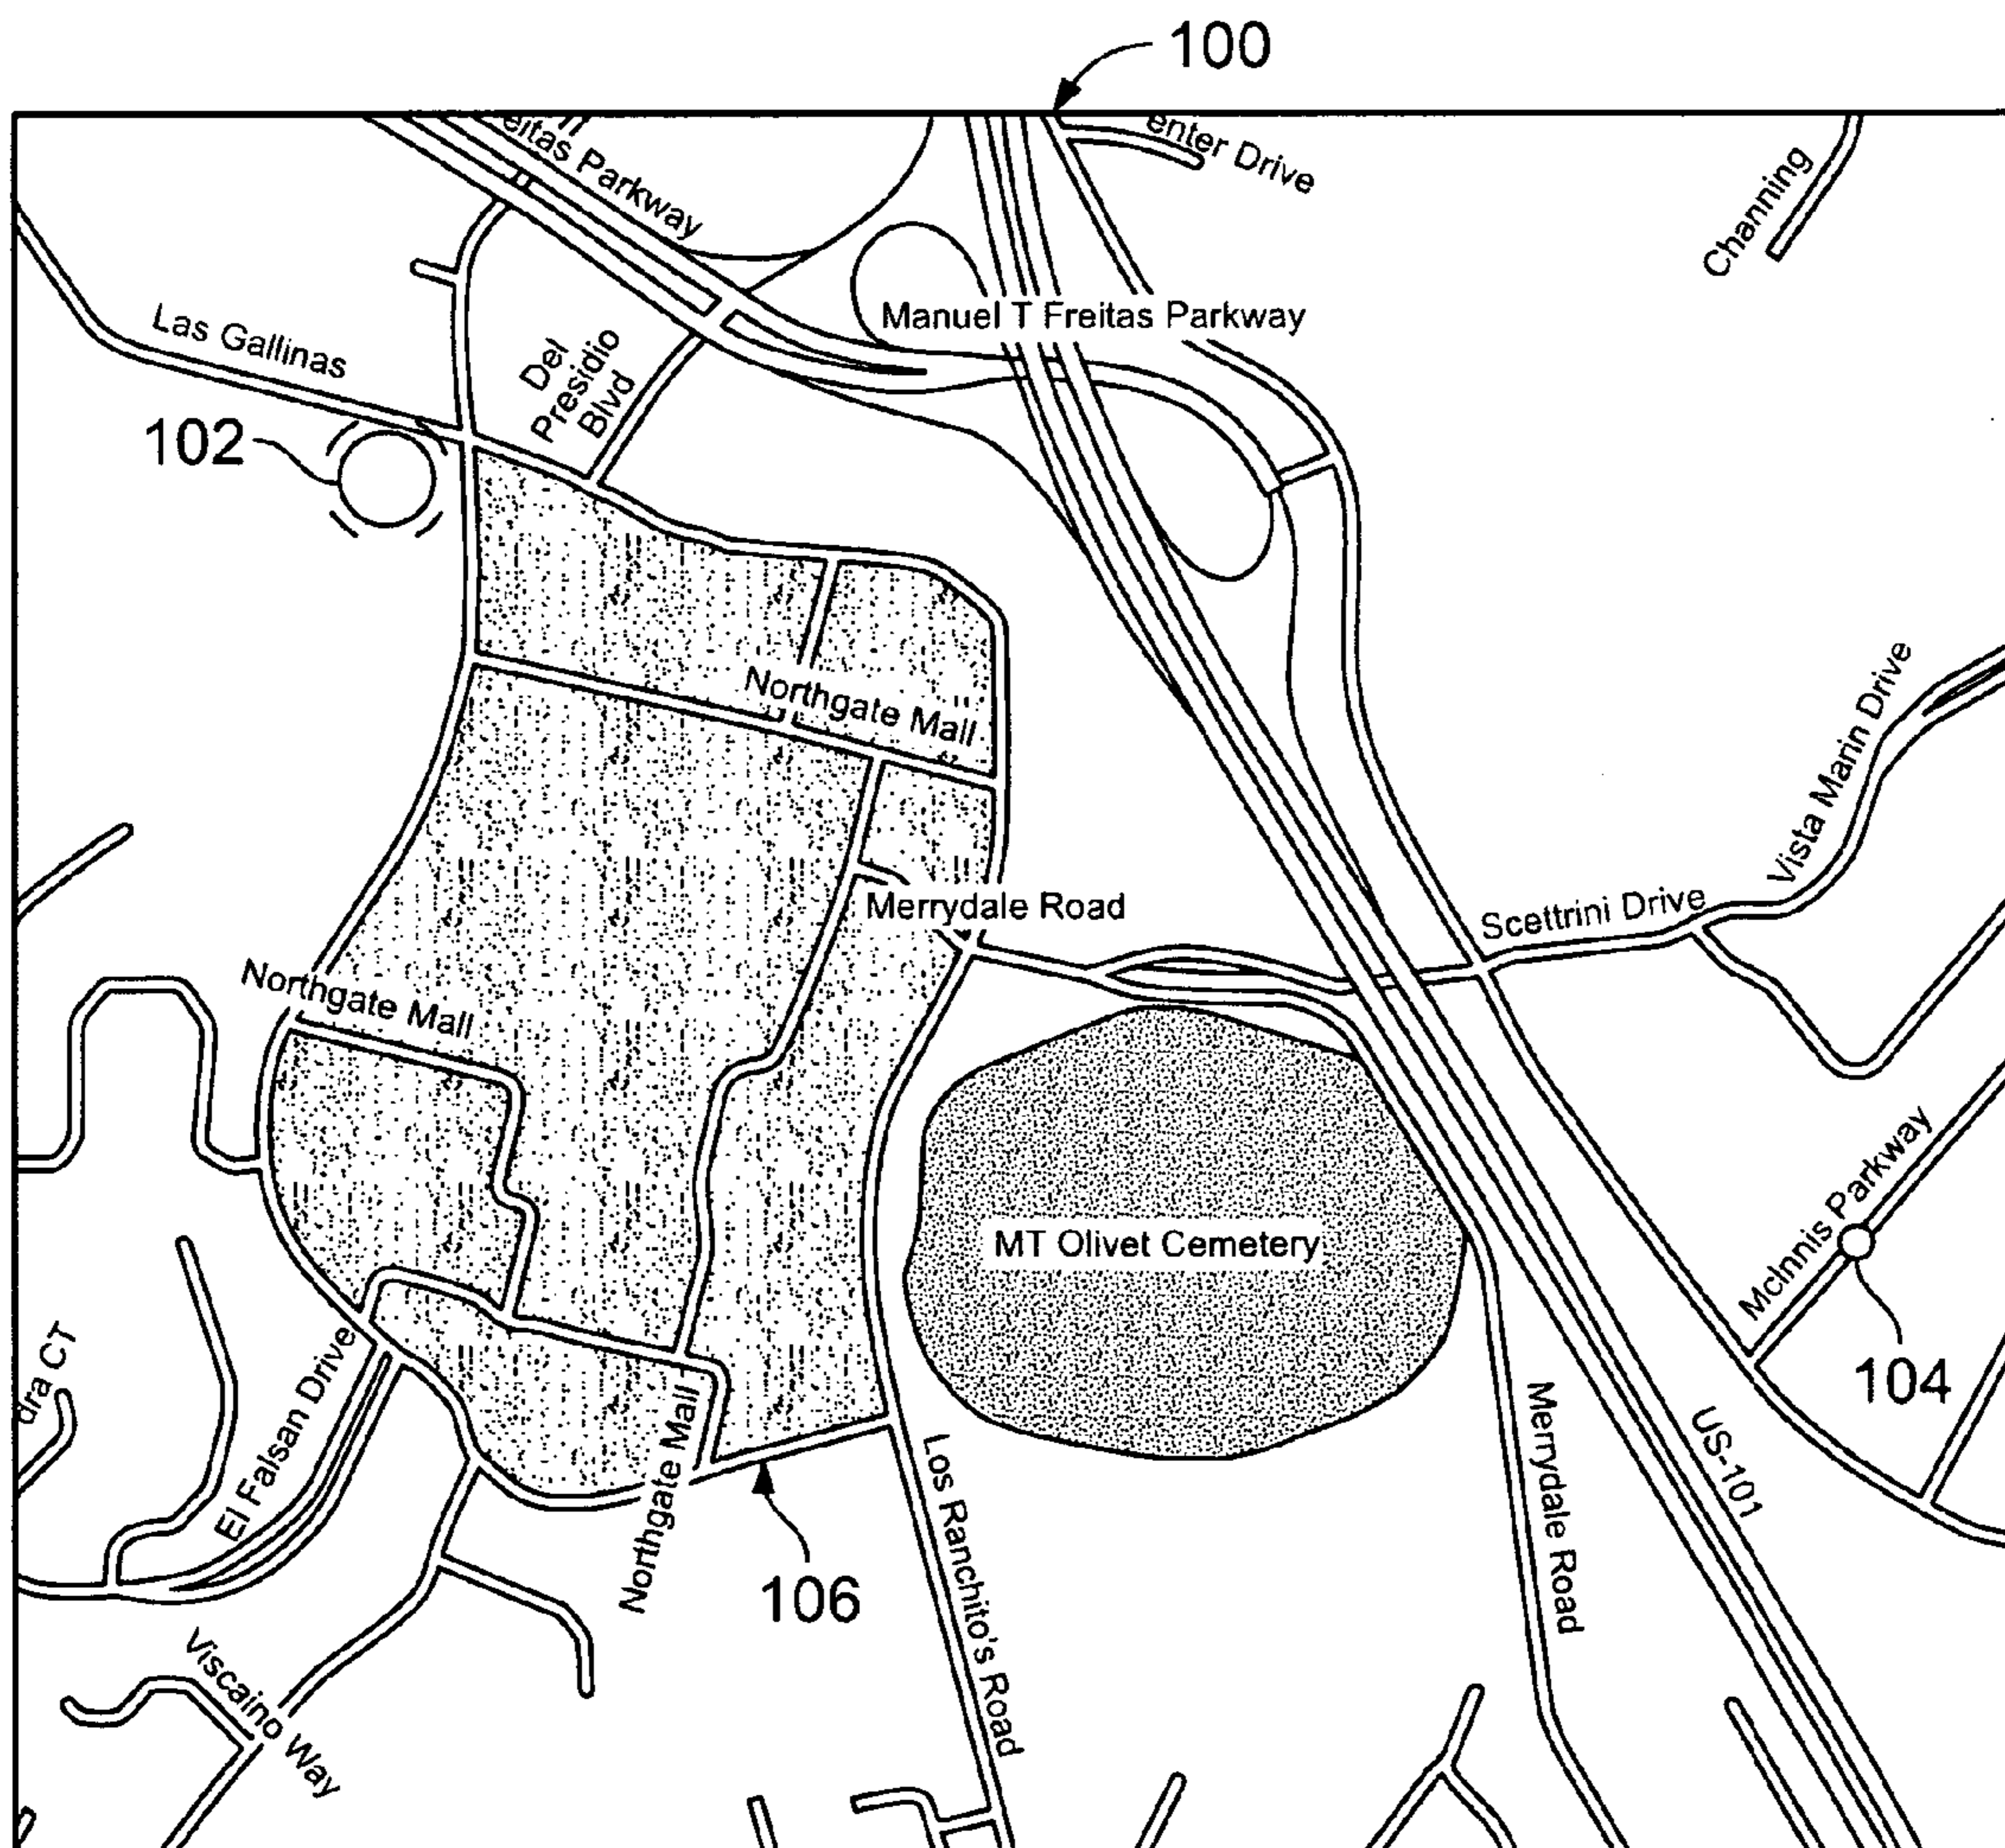 100
eitas Parkway
enter Drive
Channing
Manuel T Freitas Parkway
Las Gallinas
Del
Presidio
Blvd
102
Northgate Mall
Vista Marin Drive
Merrydale Road
Scettrini Drive
Northgate Mall
MT Olivet Cemetery
McInnis Parkway
104
dra CT
El Falsan Drive
Northgate Mall
106
Los Ranchito's Road
Merrydale Road
US-101
Viscaino Way